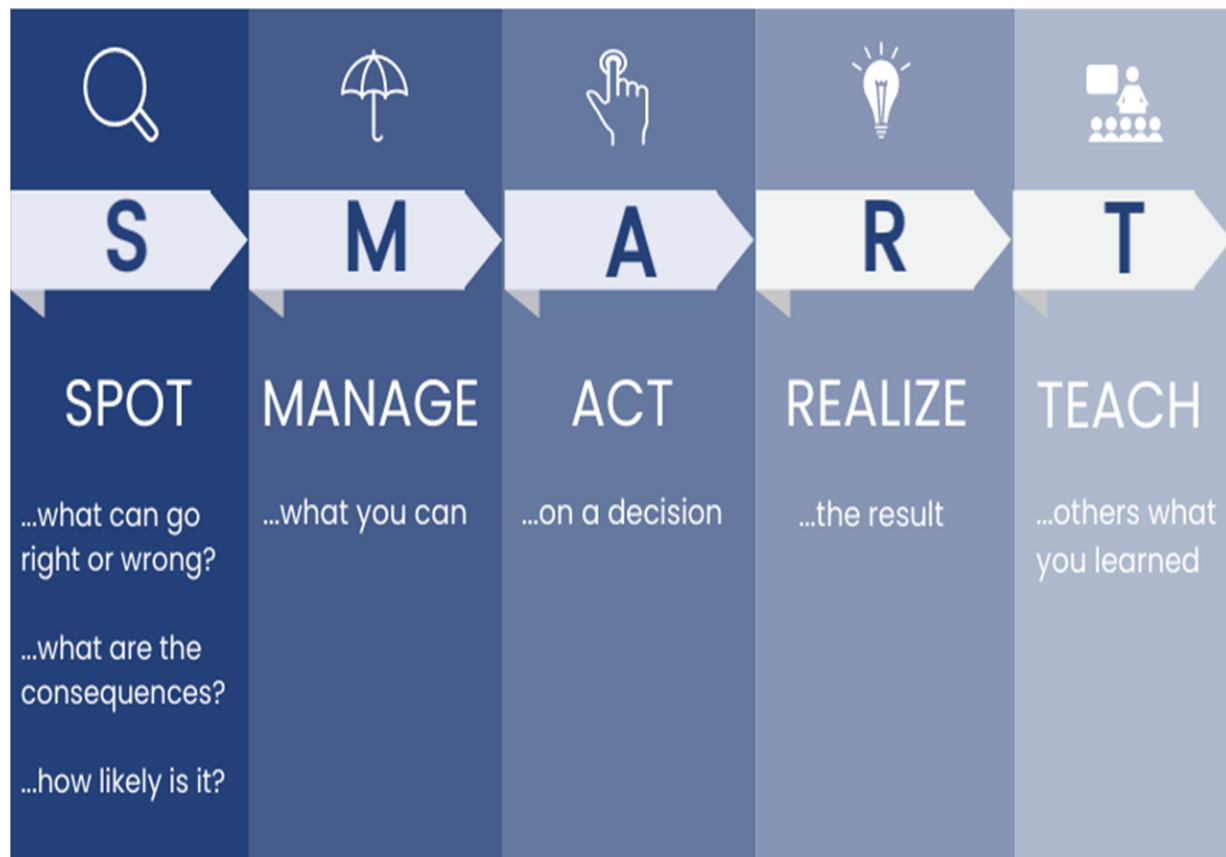 S
M
A
R
T
SPOT
...what can go
right or wrong?
...what are the
consequences?
...how likely is it?
MANAGE
...what you can
ACT
...on a decision
REALIZE
...the result
TEACH
...others what
you learned